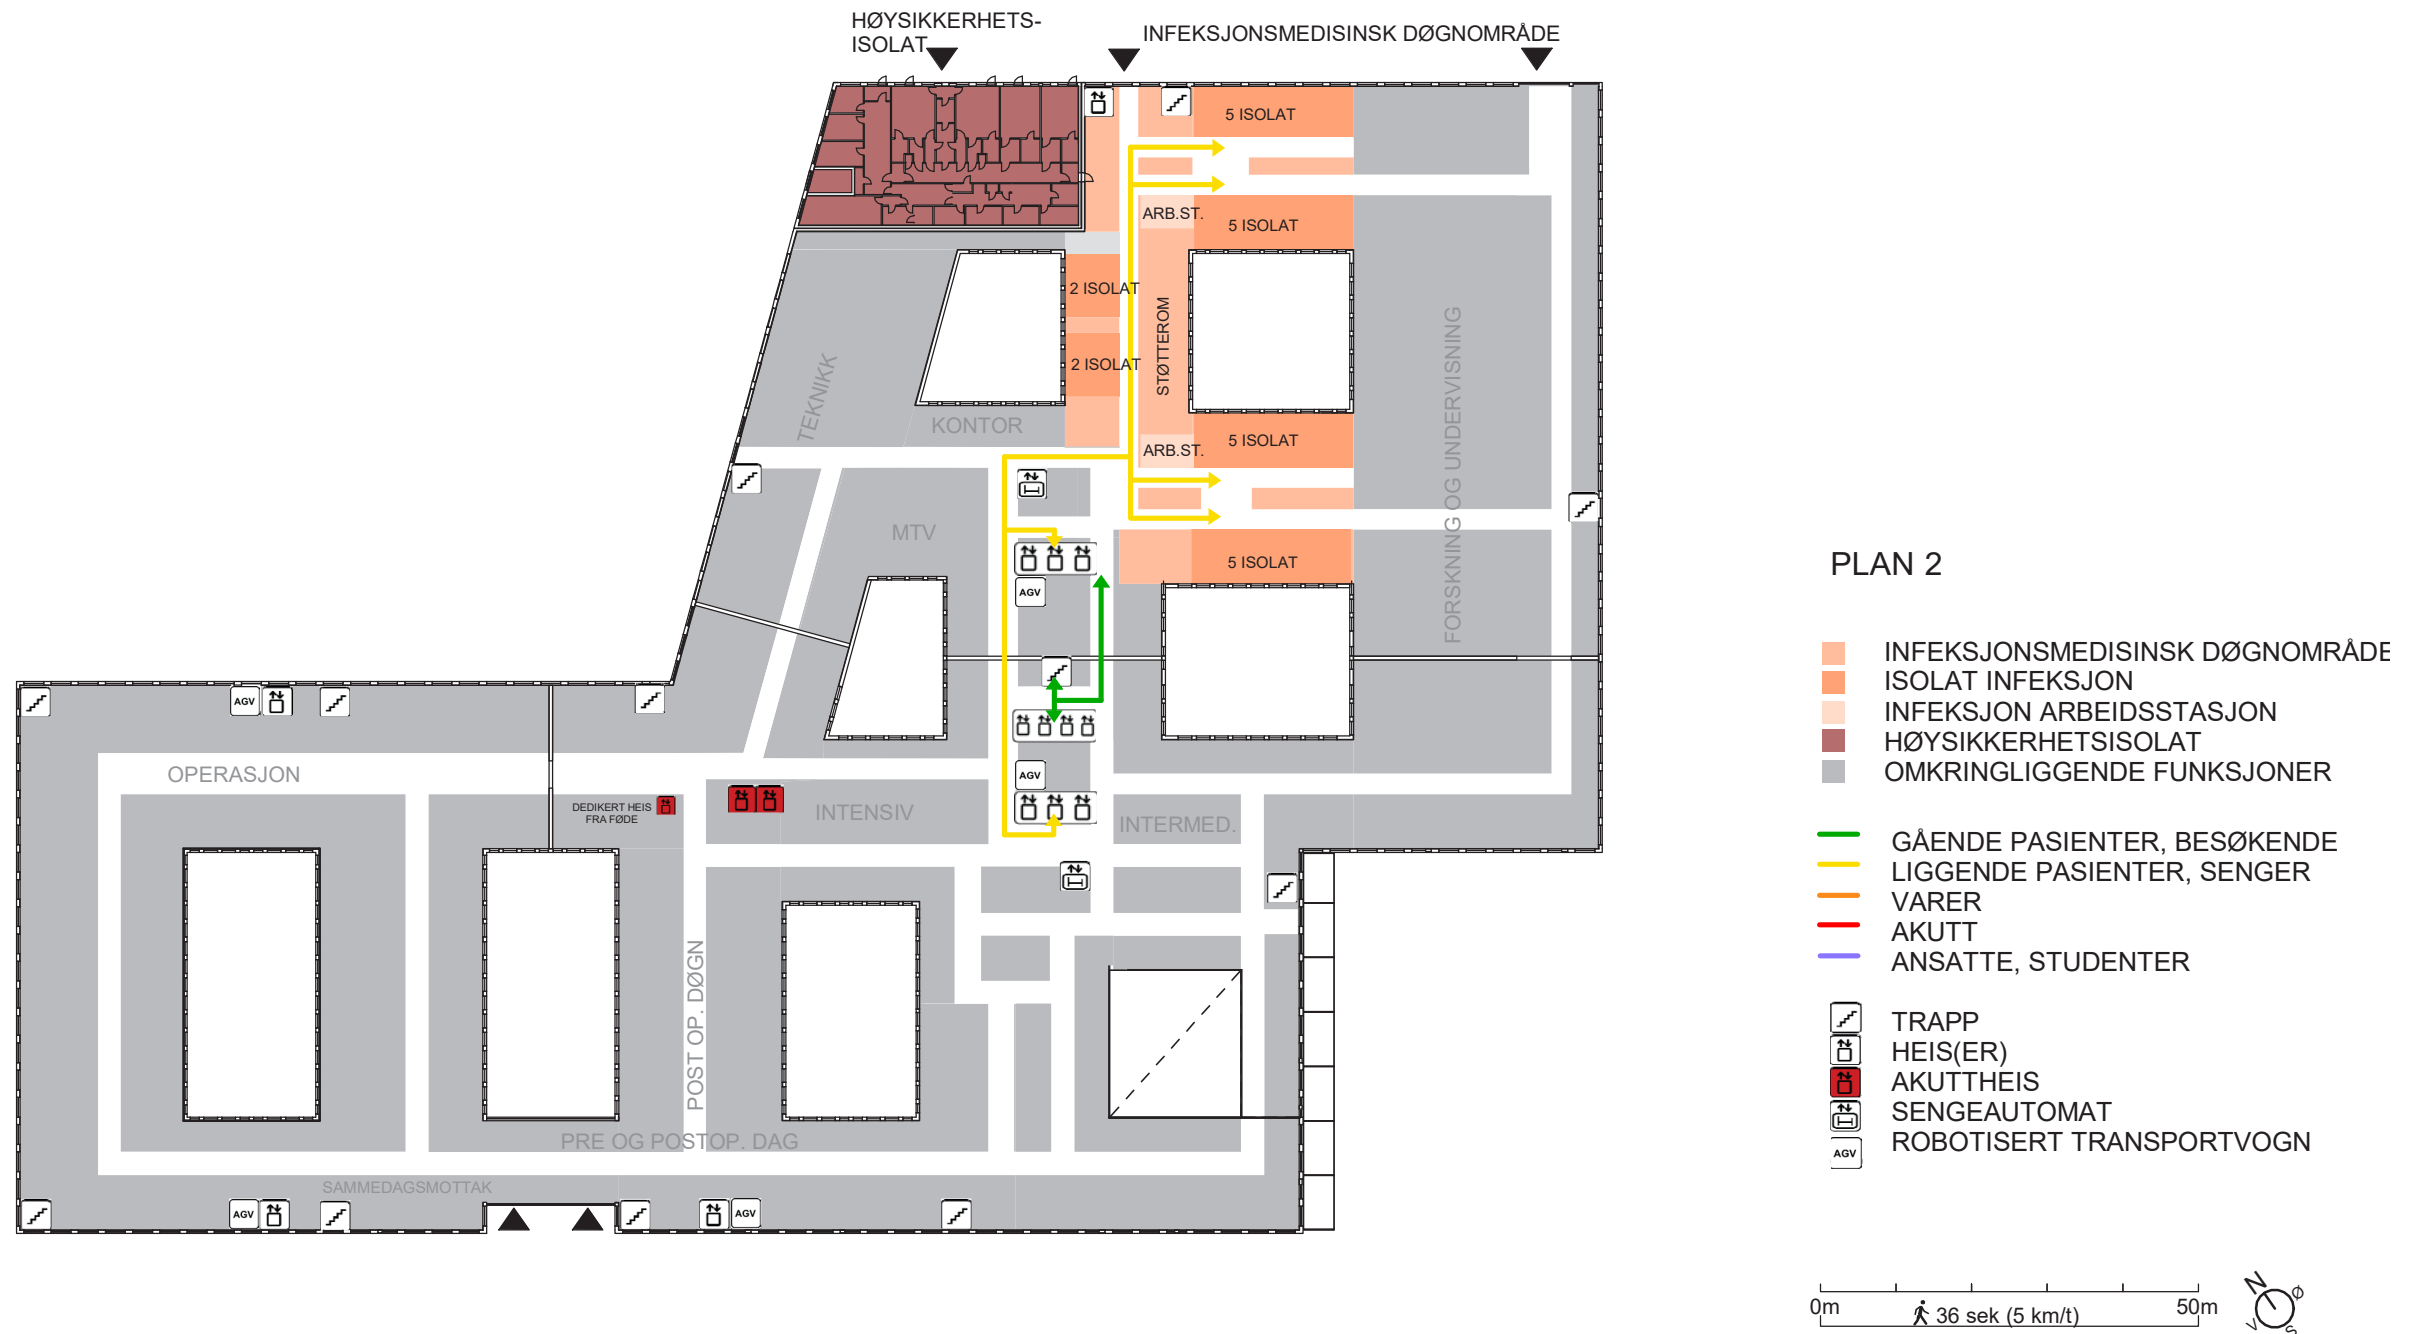 HØYSIKKERHETS-
ISOLAT
INFEKSJONSMEDISINSK DØGNOMRÅDE
5 ISOLAT
ARB.ST.
5 ISOLAT
2 ISOLAT
STØTTEROM
2 ISOLAT
FORSKNING OG UNDERVISNING
TEKNIKK
KONTOR
ARB.ST.
5 ISOLAT
MTV
5 ISOLAT
AGV
AGV
OPERASJON
AGV
DEDIKERT HEIS
FRA FØDE
INTENSIV
INTERMED.
POST OP. DØGN
PRE OG POSTOP. DAG
SAMMEDAGSMOTTAK
AGV
AGV
PLAN 2
INFEKSJONSMEDISINSK DØGNOMRÅDE
ISOLAT INFEKSJON
INFEKSJON ARBEIDSSTASJON
HØYSIKKERHETSISOLAT
OMKRINGLIGGENDE FUNKSJONER
GÅENDE PASIENTER, BESØKENDE
LIGGENDE PASIENTER, SENGER
VARER
AKUTT
ANSATTE, STUDENTER
TRAPP
HEIS(ER)
AKUTTHEIS
SENGEAUTOMAT
AGV ROBOTISERT TRANSPORTVOGN
0m 50m
36 sek (5 km/t)
N
Ø
V
S